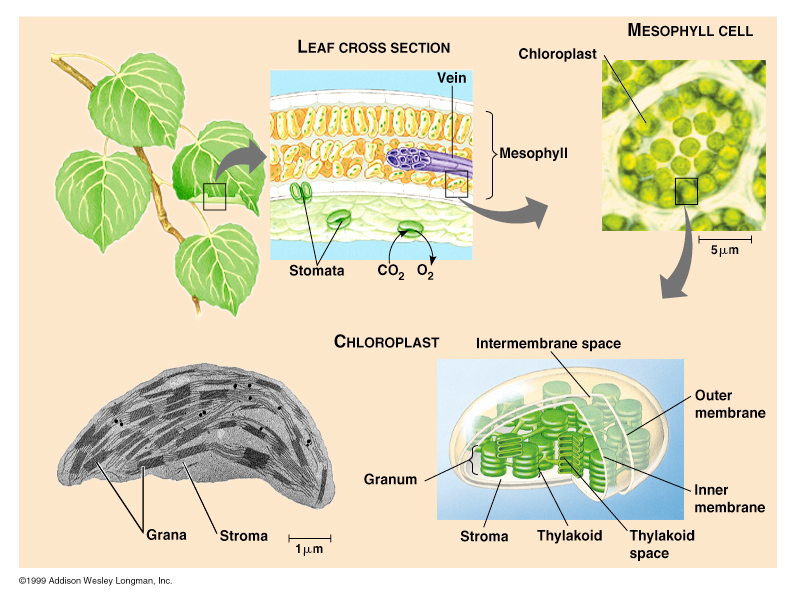 LEAF CROSS SECTION
MESOPHYLL CELL
Chloroplast
Vein
Mesophyll
5 µm
Stomata
CO2 O2
CHLOROPLAST
Intermembrane space
Outer
membrane
Granum
Inner
membrane
Grana
Stroma
1 µm
Stroma
Thylakoid
Thylakoid
space
©1999 Addison Wesley Longman, Inc.